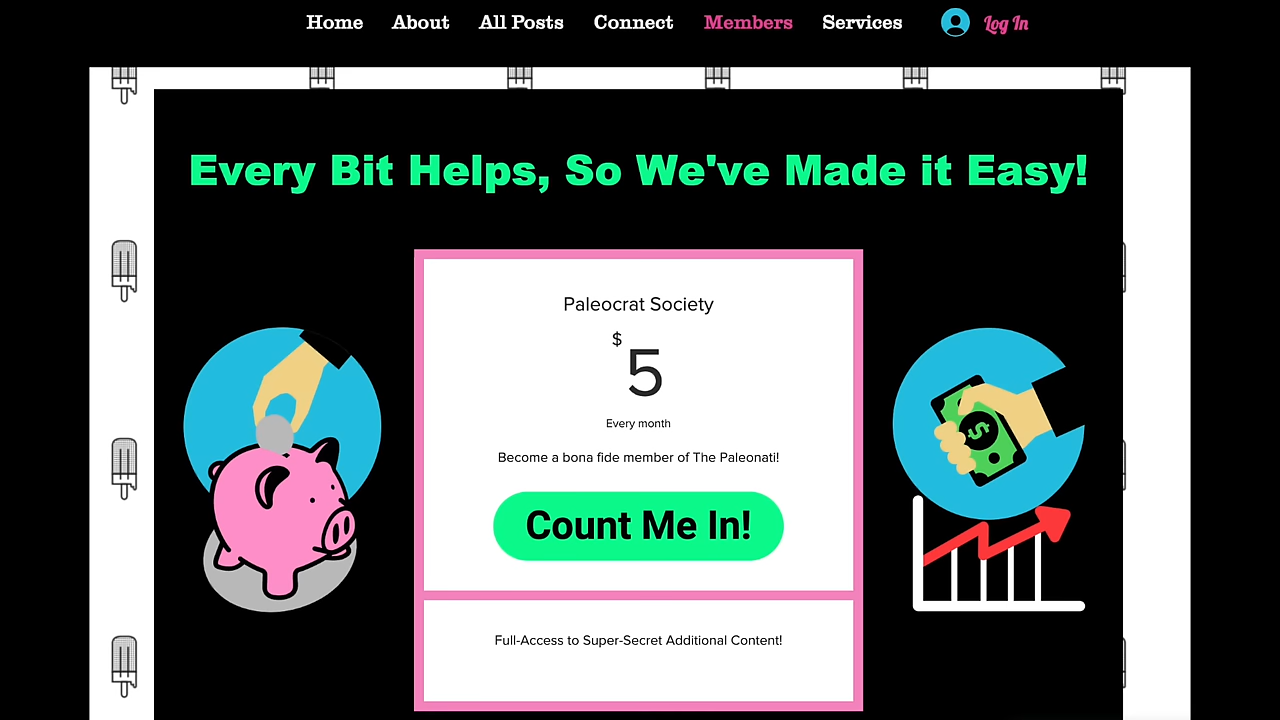 Home About All Posts Connect Members Services Log In
Every Bit Helps, So We've Made it Easy!
Paleocrat Society
$
5
Every month
Become a bona fide member of The Paleonati!
Count Me In!
Full-Access to Super-Secret Additional Content!
$